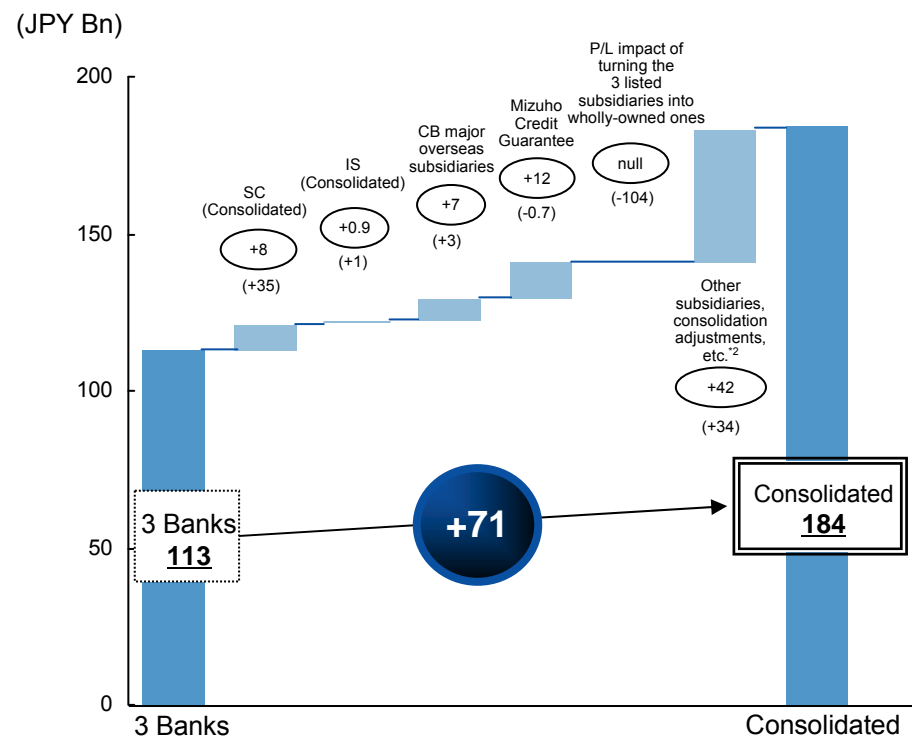 (JPY Bn)
200
150
100
50
0
SC
(Consolidated)
+8
(+35)
IS
(Consolidated)
+0.9
(+1)
CB major
overseas
subsidiaries
+7
(+3)
Mizuho
Credit
Guarantee
+12
(-0.7)
P/L impact of
turning the
3 listed
subsidiaries into
wholly-owned ones
null
(-104)
Other
subsidiaries,
consolidation
adjustments,
etc.*2
+42
(+34)
3 Banks
113
+71
Consolidated
184
3 Banks
Consolidated